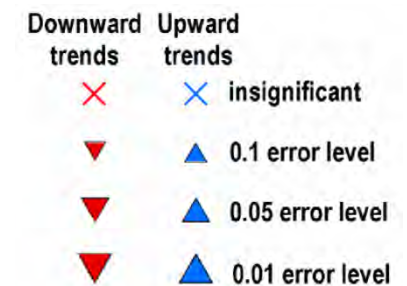 Downward Upward
trends trends
insignificant
0.1 error level
0.05 error level
0.01 error level